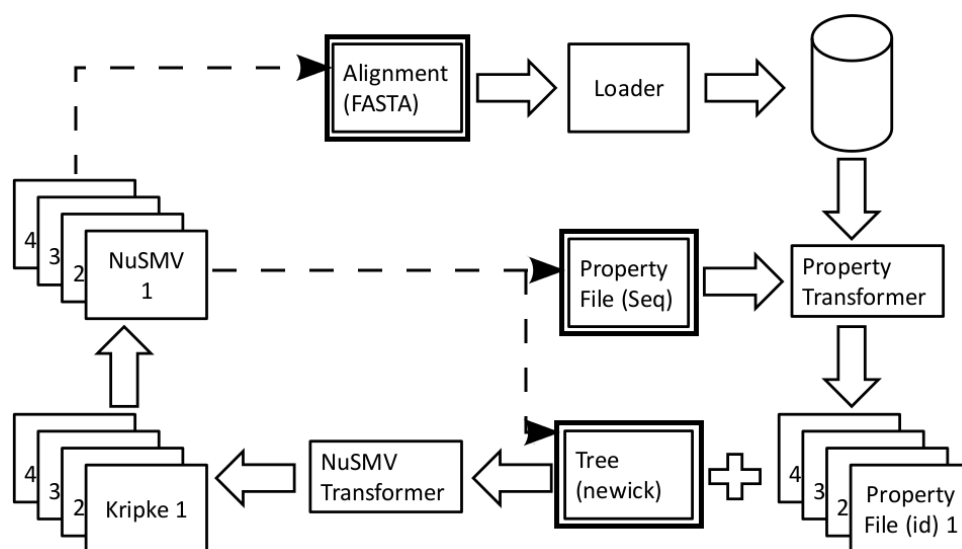 Alignment
(FASTA)
Loader
4
3
2
NuSMV
1
Property
File (Seq)
Property
Transformer
4
3
2
Kripke 1
NuSMV
Transformer
Tree
(newick)
4
3
2
Property
File (id) 1